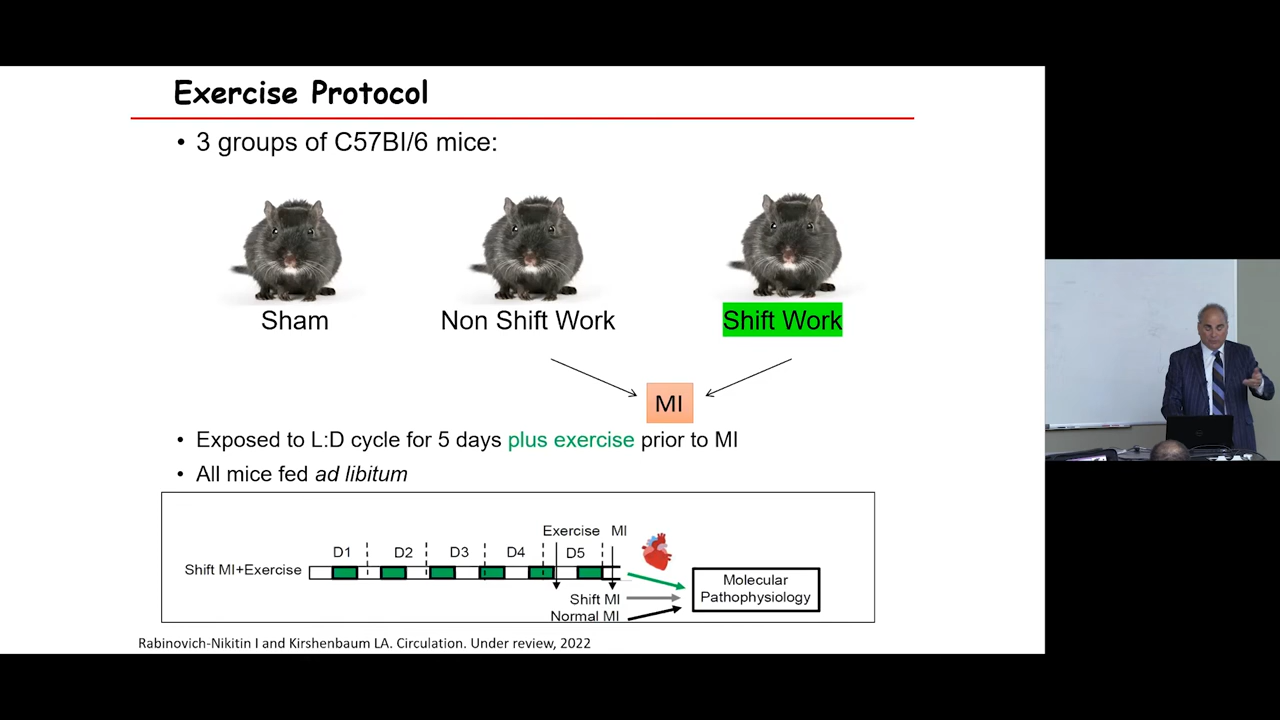 Exercise Protocol
• 3 groups of C57Bl/6 mice:
Sham
Non Shift Work
Shift Work
MI
• Exposed to L:D cycle for 5 days plus exercise prior to MI
• All mice fed ad libitum
Exercise MI
D1 D2 D3 D4 D5
Shift MI+Exercise
Shift MI
Normal MI
Molecular
Pathophysiology
Rabinovich-Nikitin I and Kirshenbaum LA. Circulation. Under review, 2022